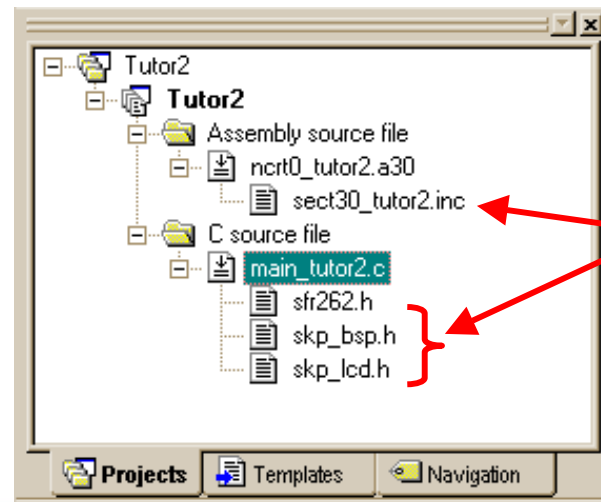 Tutor2
Tutor2
Assembly source file
ncrt0_tutor2.a30
sect30_tutor2.inc
C source file
main_tutor2.c
sfr262.h
skp_bsp.h
skp_lcd.h
Projects Templates Navigation